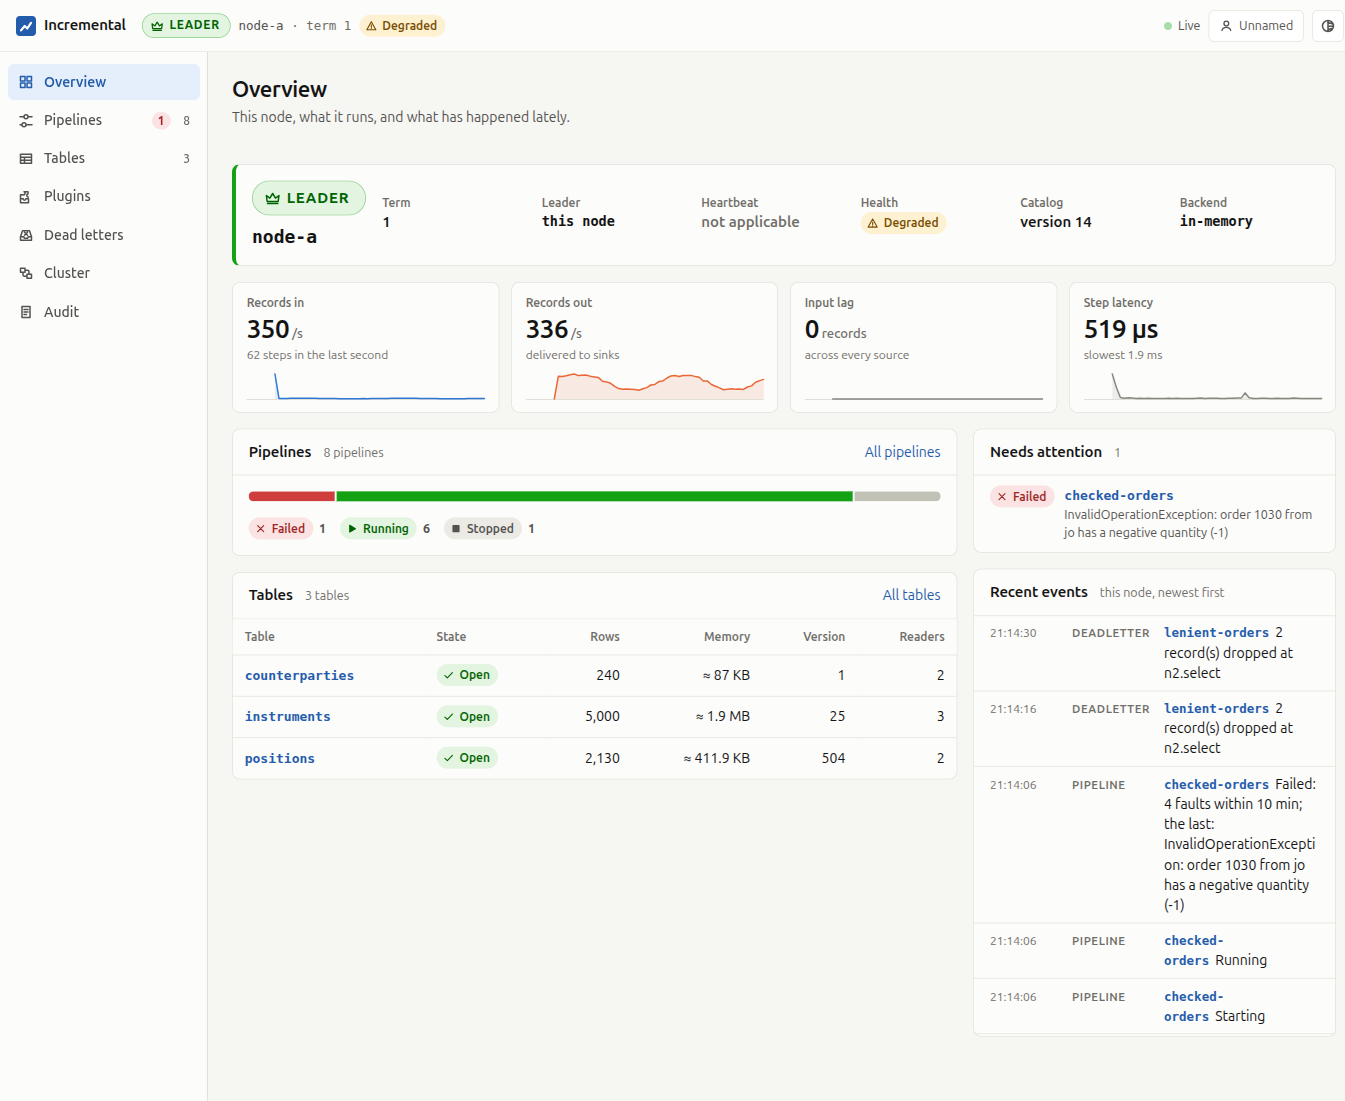 Incremental
LEADER
node-a · term 1
Degraded
Live
Unnamed
Overview
Pipelines 1 8
Tables 3
Plugins
Dead letters
Cluster
Audit
Overview
This node, what it runs, and what has happened lately.
LEADER
node-a
Term
1
Leader
this node
Heartbeat
not applicable
Health
Degraded
Catalog
version 14
Backend
in-memory
Records in
350 /s
62 steps in the last second
Records out
336 /s
delivered to sinks
Input lag
0 records
across every source
Step latency
519 µs
slowest 1.9 ms
Pipelines 8 pipelines All pipelines
Failed 1 Running 6 Stopped 1
Tables 3 tables All tables
Table State Rows Memory Version Readers
counterparties Open 240 ≈ 87 KB 1 2
instruments Open 5,000 ≈ 1.9 MB 25 3
positions Open 2,130 ≈ 411.9 KB 504 2
Needs attention 1
Failed checked-orders
InvalidOperationException: order 1030 from
jo has a negative quantity (-1)
Recent events this node, newest first
21:14:30 DEADLETTER lenient-orders 2
record(s) dropped at
n2.select
21:14:16 DEADLETTER lenient-orders 2
record(s) dropped at
n2.select
21:14:06 PIPELINE checked-orders Failed:
4 faults within 10 min;
the last:
InvalidOperationExcepti
on: order 1030 from jo
has a negative quantity
(-1)
21:14:06 PIPELINE checked-
orders Running
21:14:06 PIPELINE checked-
orders Starting